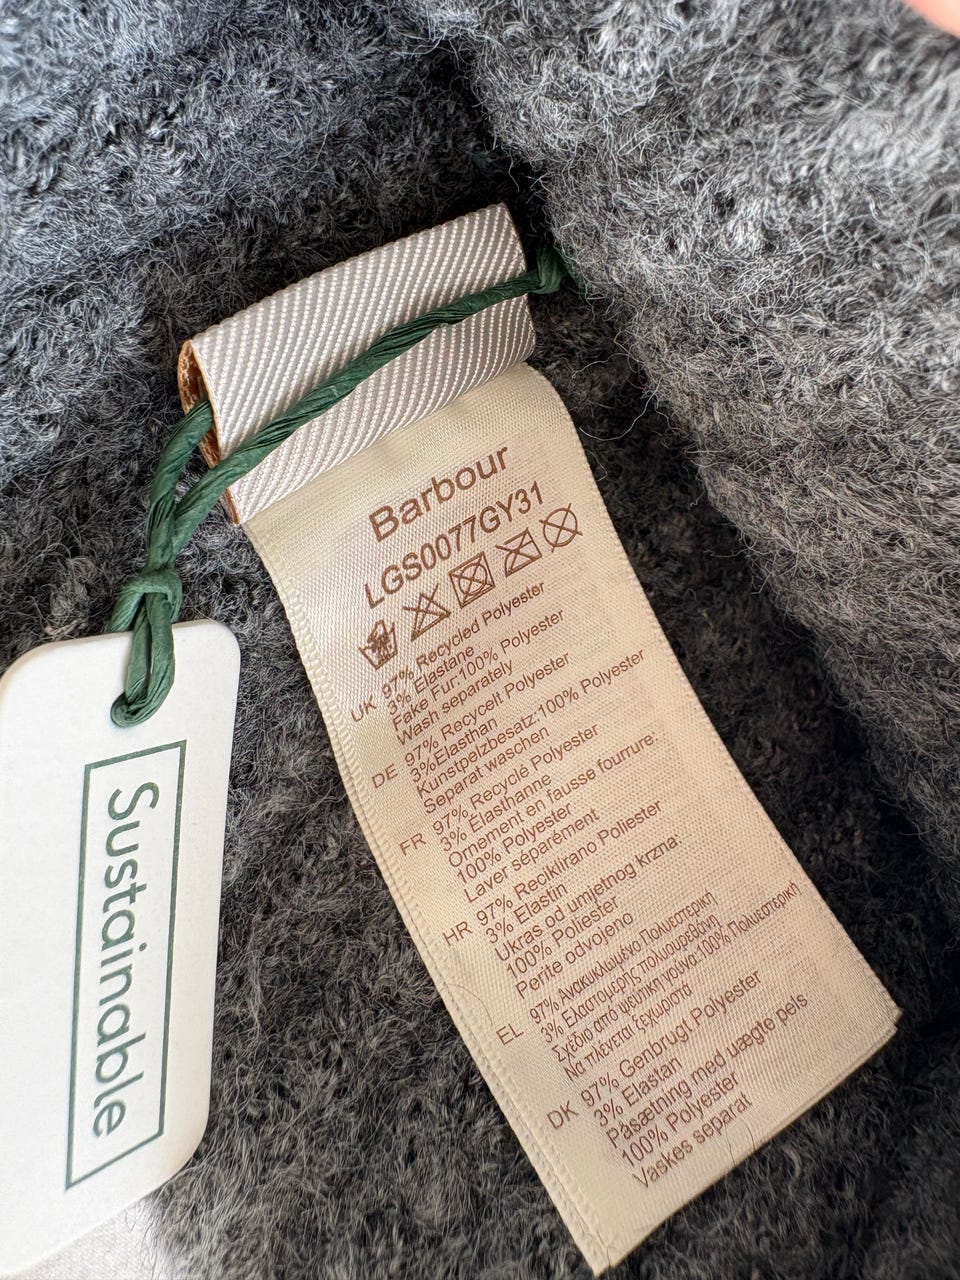 Barbour
LGS0077GY31
UK 97% Recycled Polyester
3% Elastane
Fake Fur:100% Polyester
Wash separately
DE 97% Recycelt Polyester
3%Elasthan
Kunstpelzbesatz:100% Polyester
Separat waschen
FR 97% Recyclé Polyester
3% Elasthanne
Ornement en fausse fourrure:
100% Polyester
Laver séparément
HR 97% Reciklirano Poliester
3% Elastin
Ukras od umjetnog krzna:
100% Poliester
Perite odvojeno
EL 97% Ανακυκλωμένο Πολυεστερική
3% Ελαστομερής πολυουρεθάνη
Σχέδιο από ψεύτικη γούνα:100% Πολυεστερική
Να πλένεται ξεχωριστά
DK 97% Genbrugt Polyester
3% Elastan
Påsætning med uægte pels
100% Polyester
Vaskes separat
Sustainable